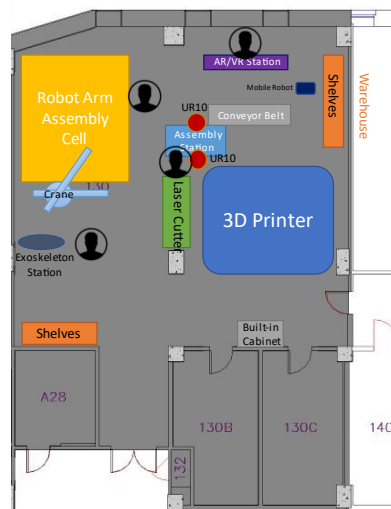 AR/VR Station
Mobile Robot
Shelves
Warehouse
Robot Arm
Assembly
Cell
UR10
Conveyor Belt
Assembly
Station
UR10
130
Crane
Laser Cutter
3D Printer
Exoskeleton
Station
Shelves
Built-in
Cabinet
A28
130B
130C
140
132